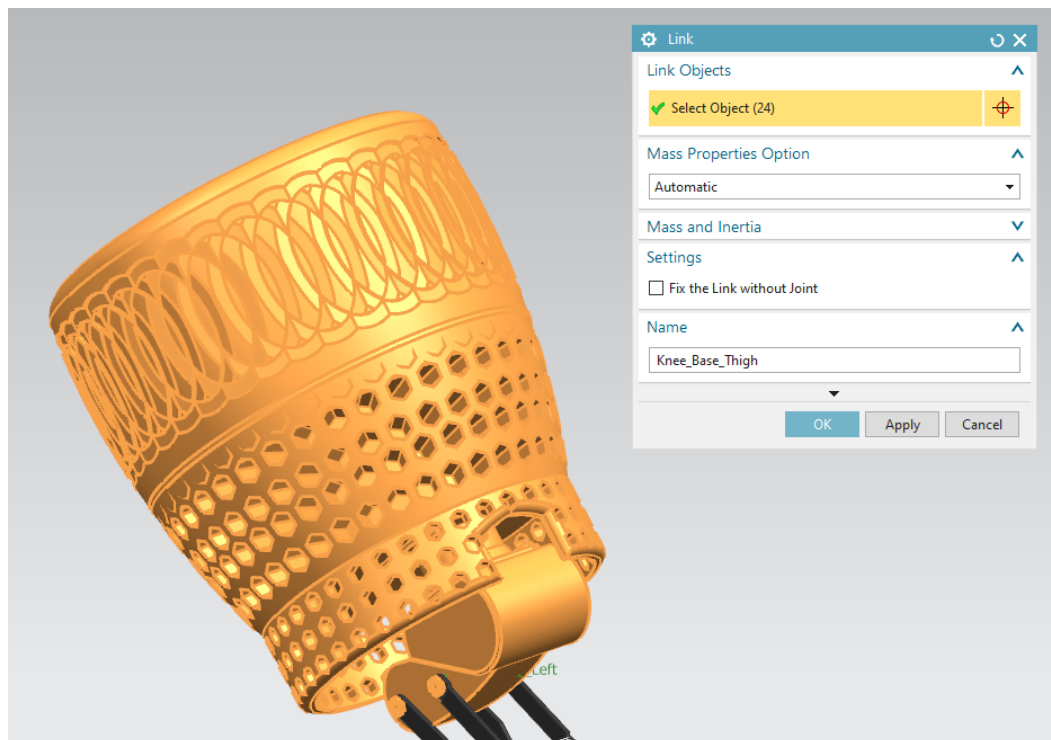 Link
Link Objects
Select Object (24)
Mass Properties Option
Automatic
Mass and Inertia
Settings
Fix the Link without Joint
Name
Knee_Base_Thigh
OK Apply Cancel
_Left